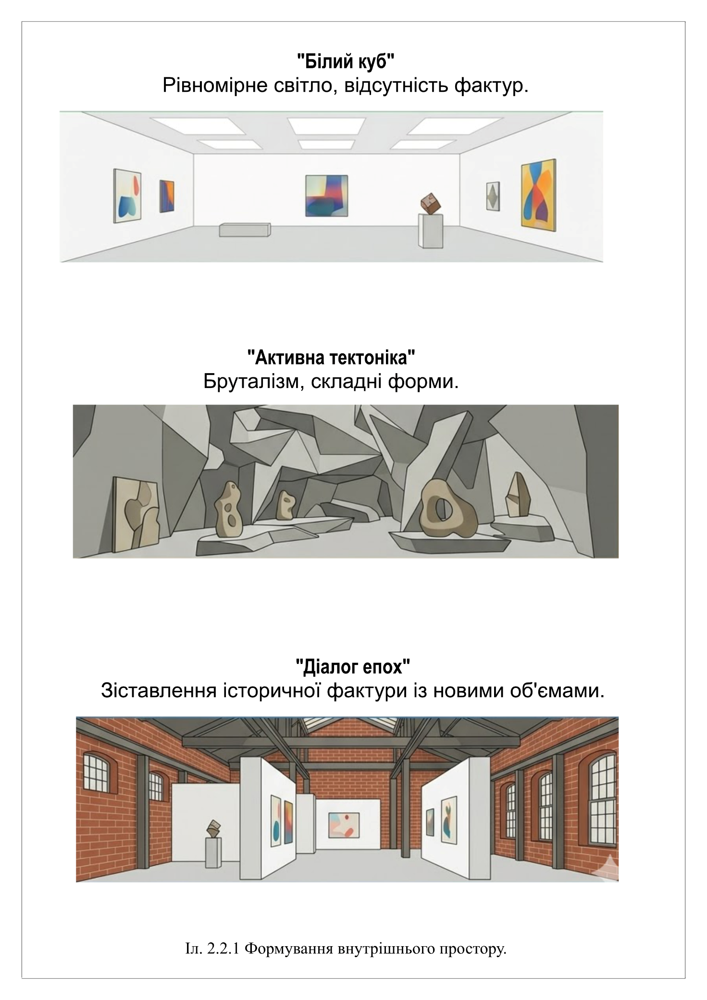 "Білий куб"
Рівномірне світло, відсутність фактур.
"Активна тектоніка"
Бруталізм, складні форми.
"Діалог епох"
Зіставлення історичної фактури із новими об'ємами.
Іл. 2.2.1 Формування внутрішнього простору.